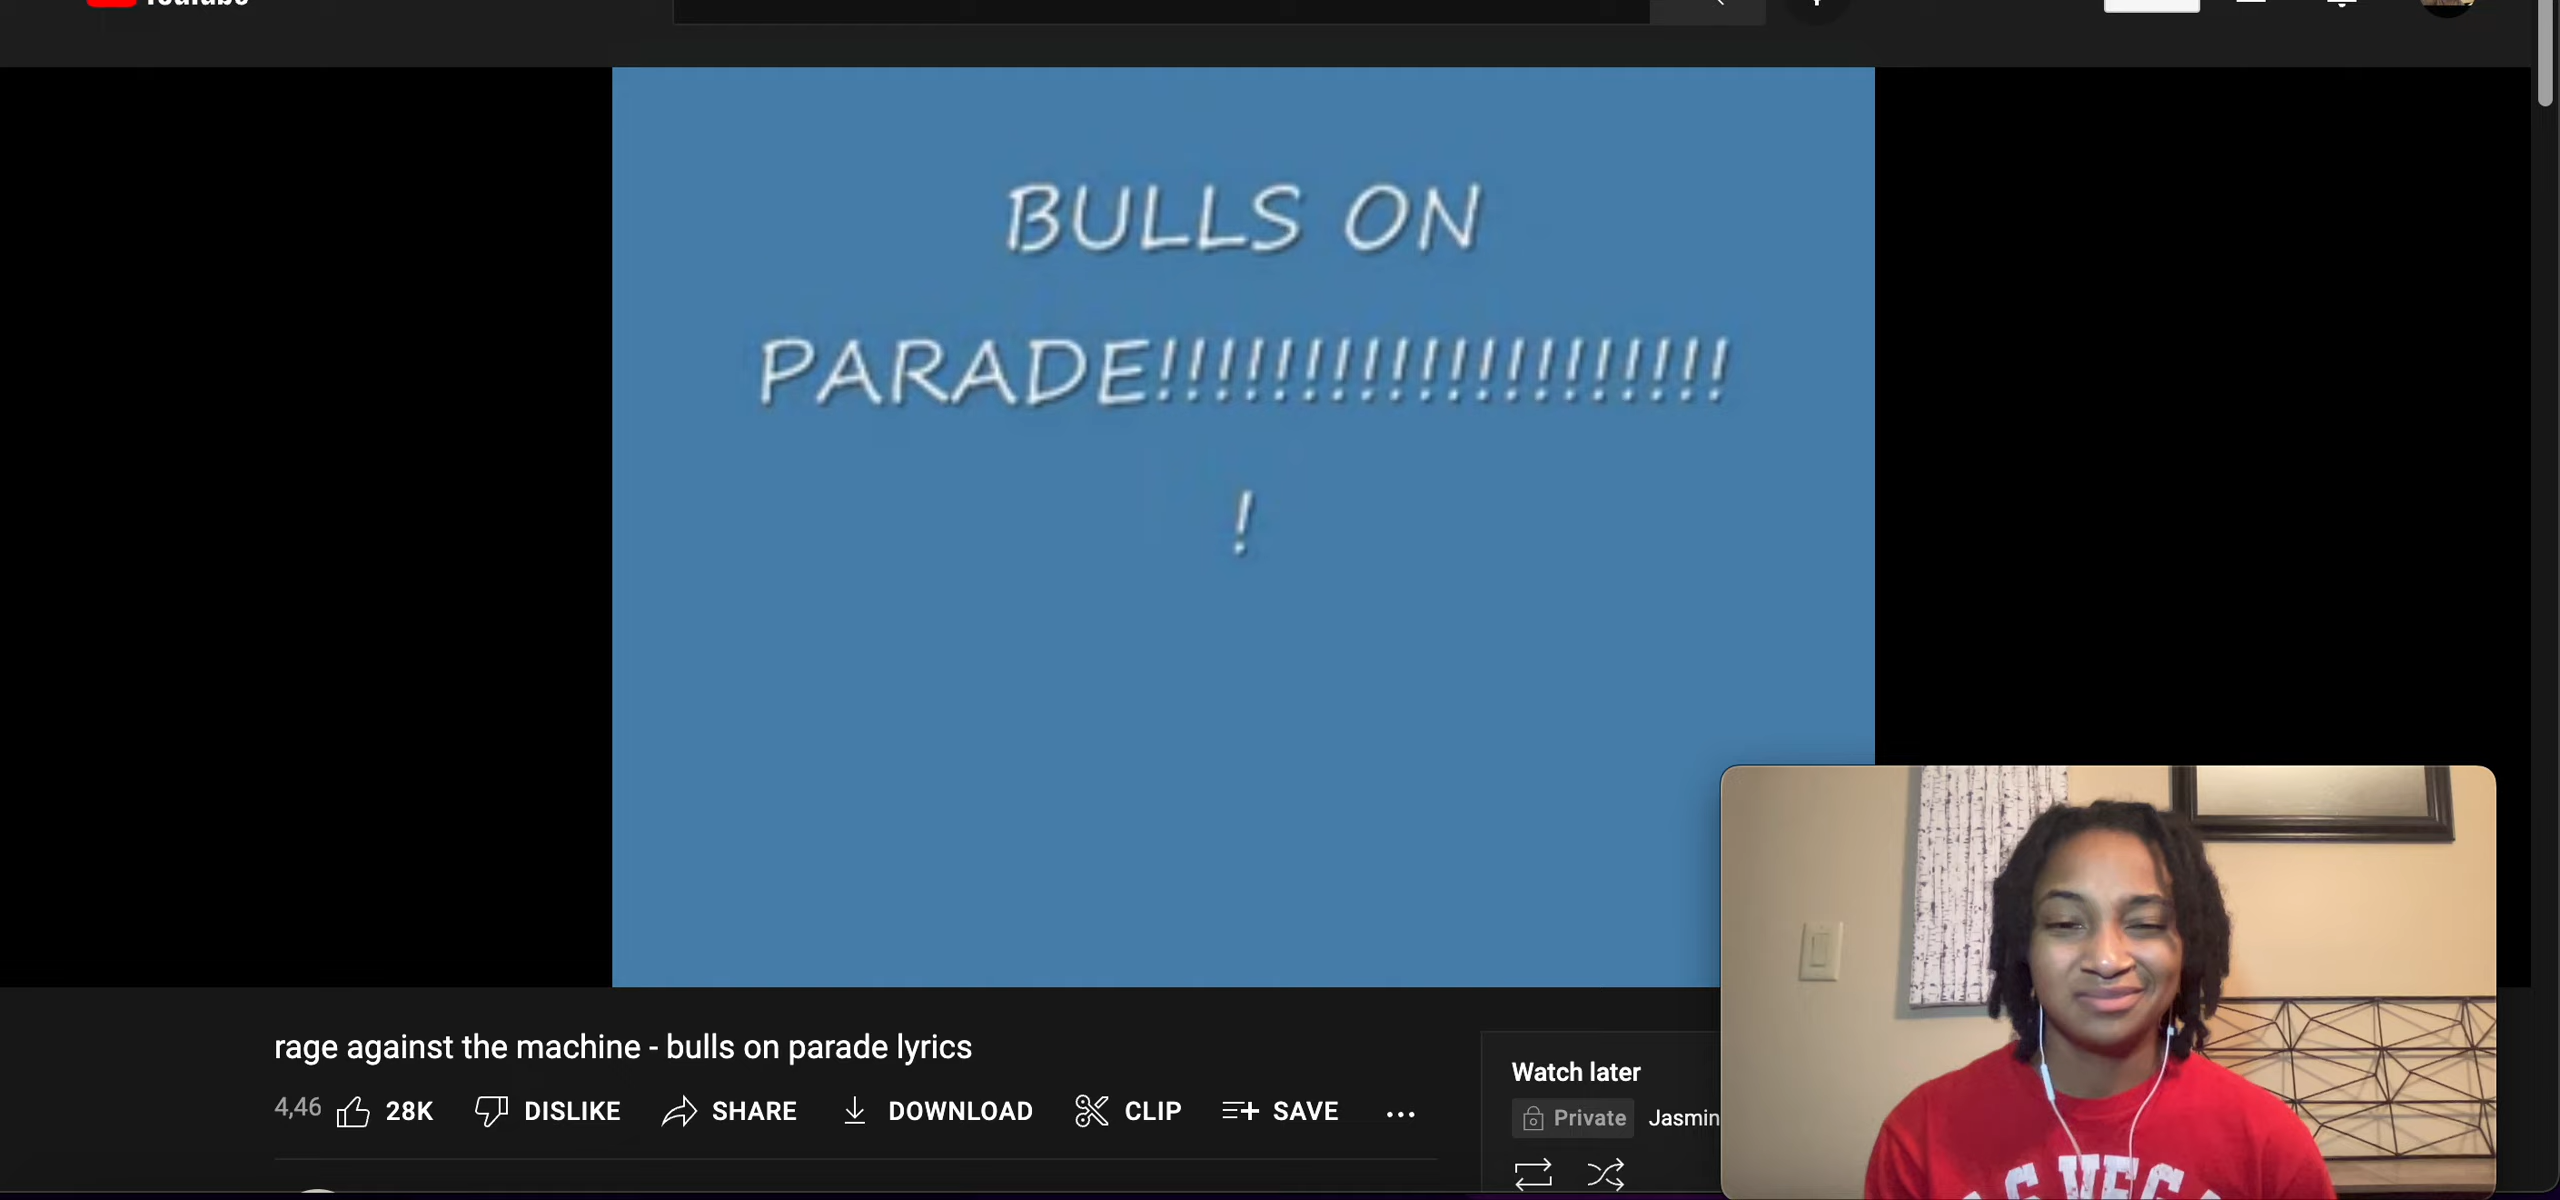 BULLS ON
PARADE!!!!!!!!!!!!!!!!!!!!
!
rage against the machine - bulls on parade lyrics
4,46 28K DISLIKE SHARE DOWNLOAD CLIP SAVE ...
Watch later
Private Jasmin